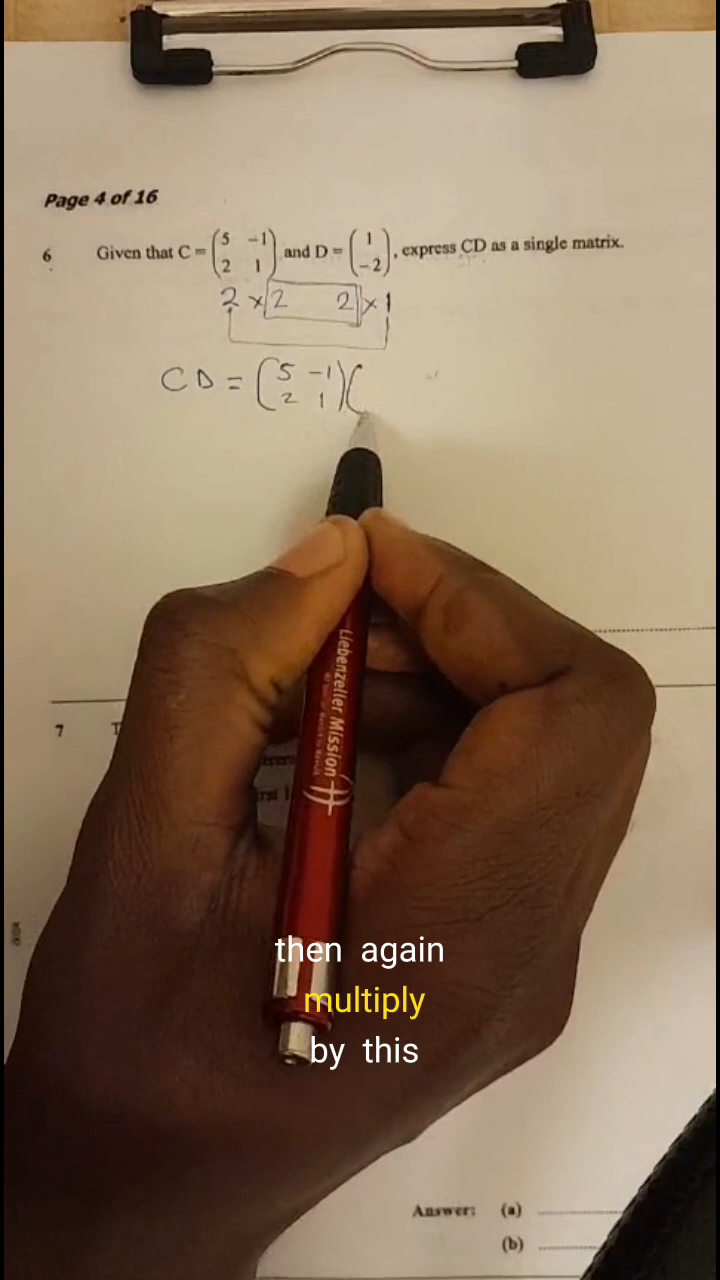 Page 4 of 16
6 Given that C = (5 -1 2 1) and D = (1 -2), express CD as a single matrix.
2 × 2 2 × 1
CD = (5 -1 2 1)(
7
Liebenzeller Mission
then again
multiply
by this
Answer: (a)
(b)